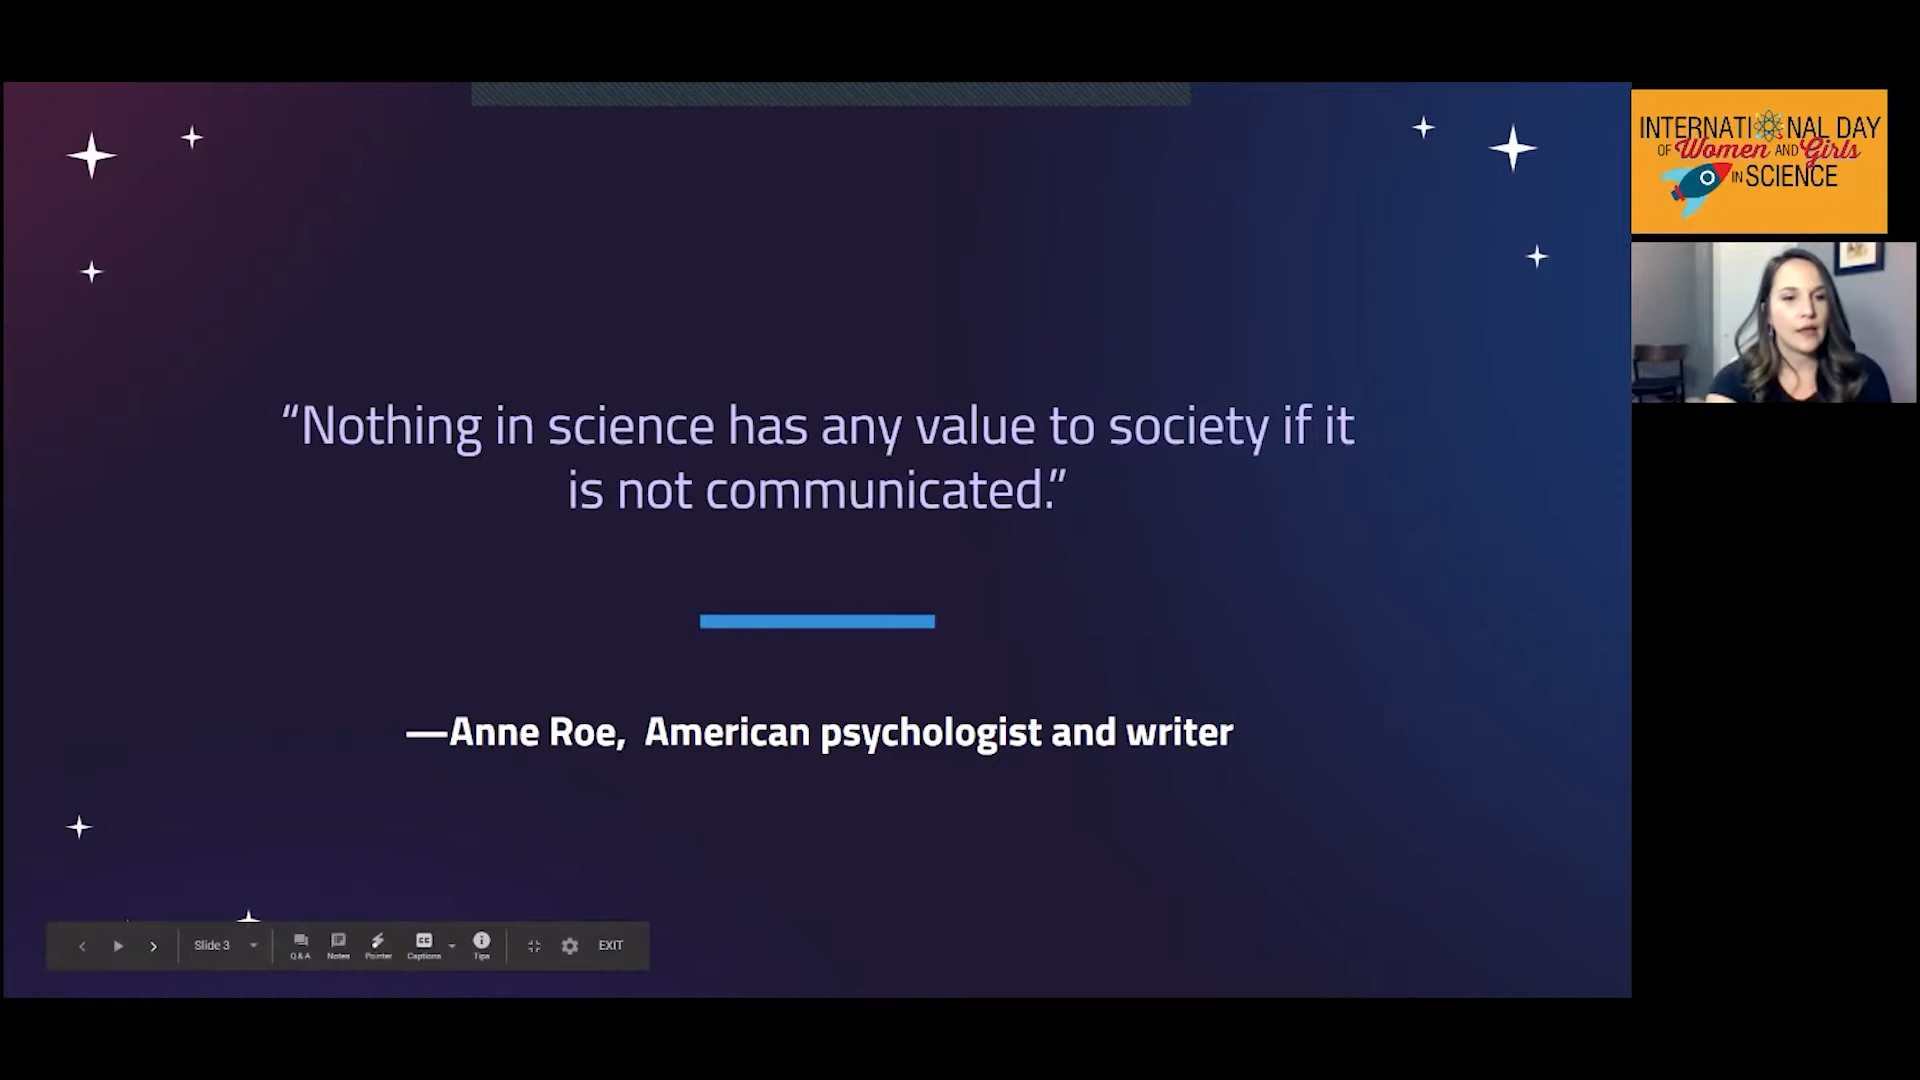 “Nothing in science has any value to society if it
is not communicated.”
—Anne Roe,  American psychologist and writer
Slide 3
Q&A
Notes
Pointer
Captions
Tips
EXIT
INTERNATIONAL DAY
OF Women AND Girls
IN SCIENCE